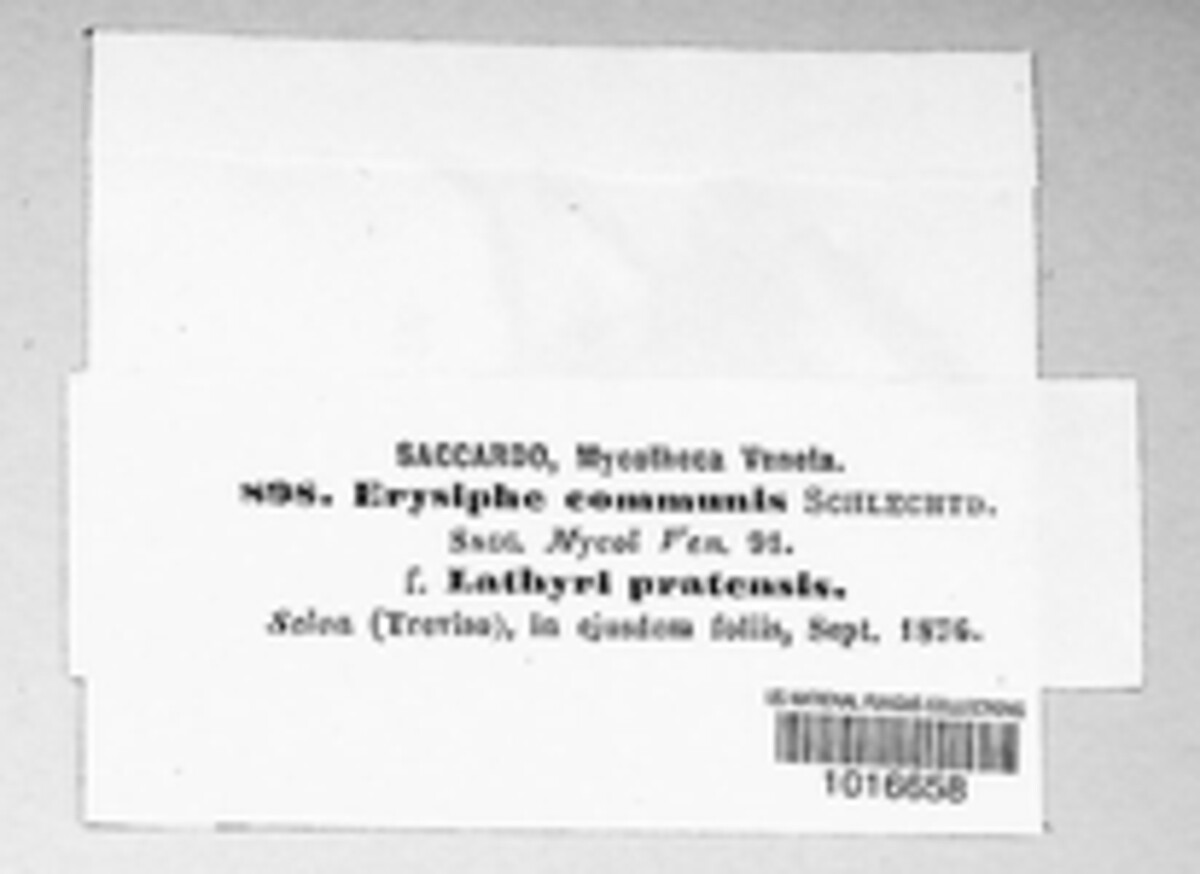 SACCARDO, Mycotheca Veneta.
898. Erysiphe communis SCHLECHTD.
SACC. Mycol Ven. 91.
f. Lathyri pratensis.
Selva (Treviso), in ejusdem foliis, Sept. 1876.
US NATIONAL FUNGUS COLLECTIONS
1016658